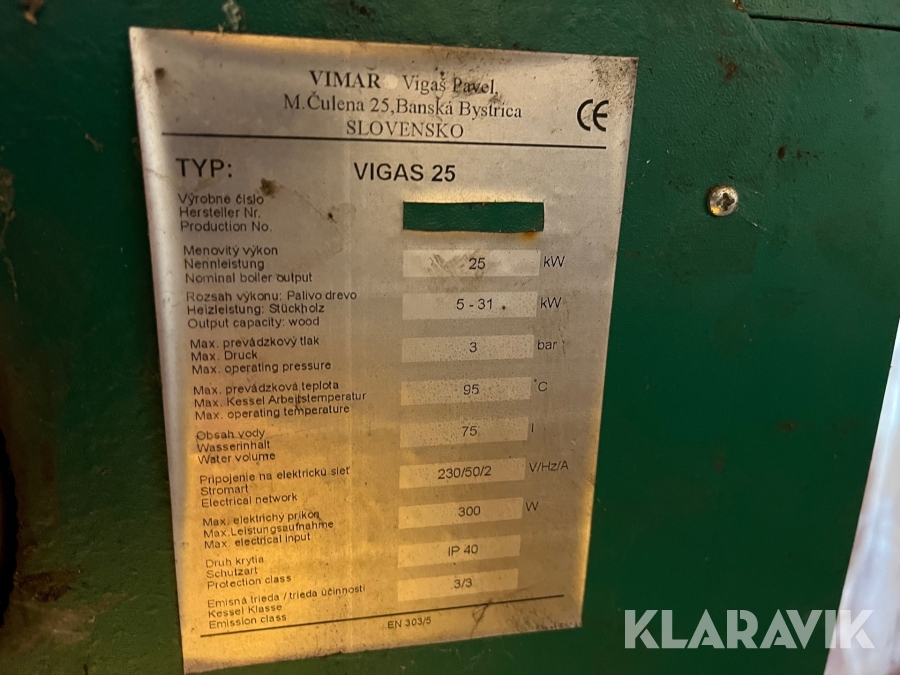 VIMAR Vigaš Pavel,
M.Čulena 25,Banská Bystrica
SLOVENSKO
CE
TYP: VIGAS 25
Výrobne číslo
Hersteller Nr.
Production No.
Menovitý výkon
Nennleistung
Nominal boiler output
25 kW
Rozsah výkonu: Palivo drevo
Heizleistung: Stückholz
Output capacity: wood
5 - 31 kW
Max. prevádzkový tlak
Max. Druck
Max. operating pressure
3 bar
Max. prevádzková teplota
Max. Kessel Arbeitstemperatur
Max. operating temperature
95 °C
Obsah vody
Wasserinhalt
Water volume
75 l
Pripojenie na elektrickú sieť
Stromart
Electrical network
230/50/2 V/Hz/A
Max. elektrický príkon
Max.Leistungsaufnahme
Max. electrical input
300 W
Druh krytia
Schutzart
Protection class
IP 40
Emisná trieda / trieda účinnosti
Kessel Klasse
Emission class
3/3
EN 303/5
KLARAVIK